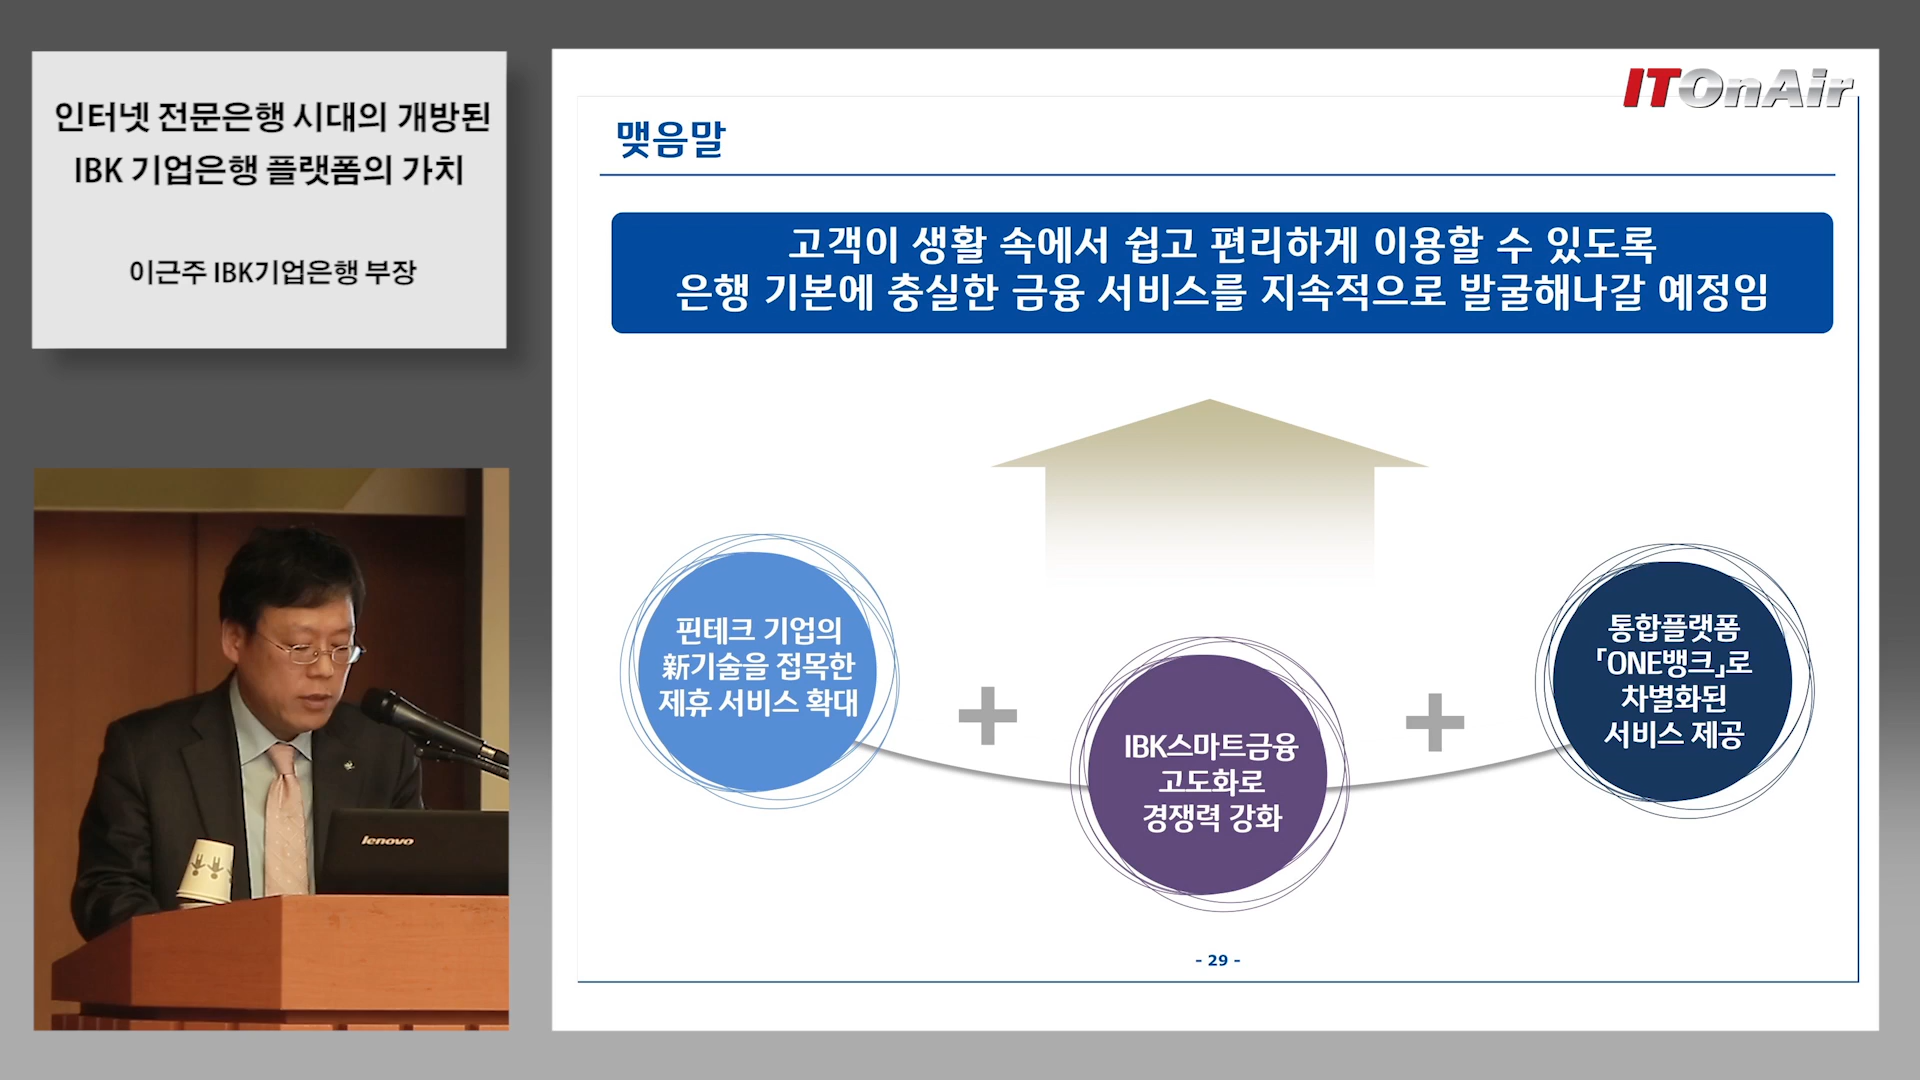 인터넷 전문은행 시대의 개방된
IBK 기업은행 플랫폼의 가치
이근주 IBK기업은행 부장
ITOnAir
맺음말
고객이 생활 속에서 쉽고 편리하게 이용할 수 있도록
은행 기본에 충실한 금융 서비스를 지속적으로 발굴해나갈 예정임
핀테크 기업의
新기술을 접목한
제휴 서비스 확대
+
IBK스마트금융
고도화로
경쟁력 강화
+
통합플랫폼
「ONE뱅크」로
차별화된
서비스 제공
- 29 -
lenovo